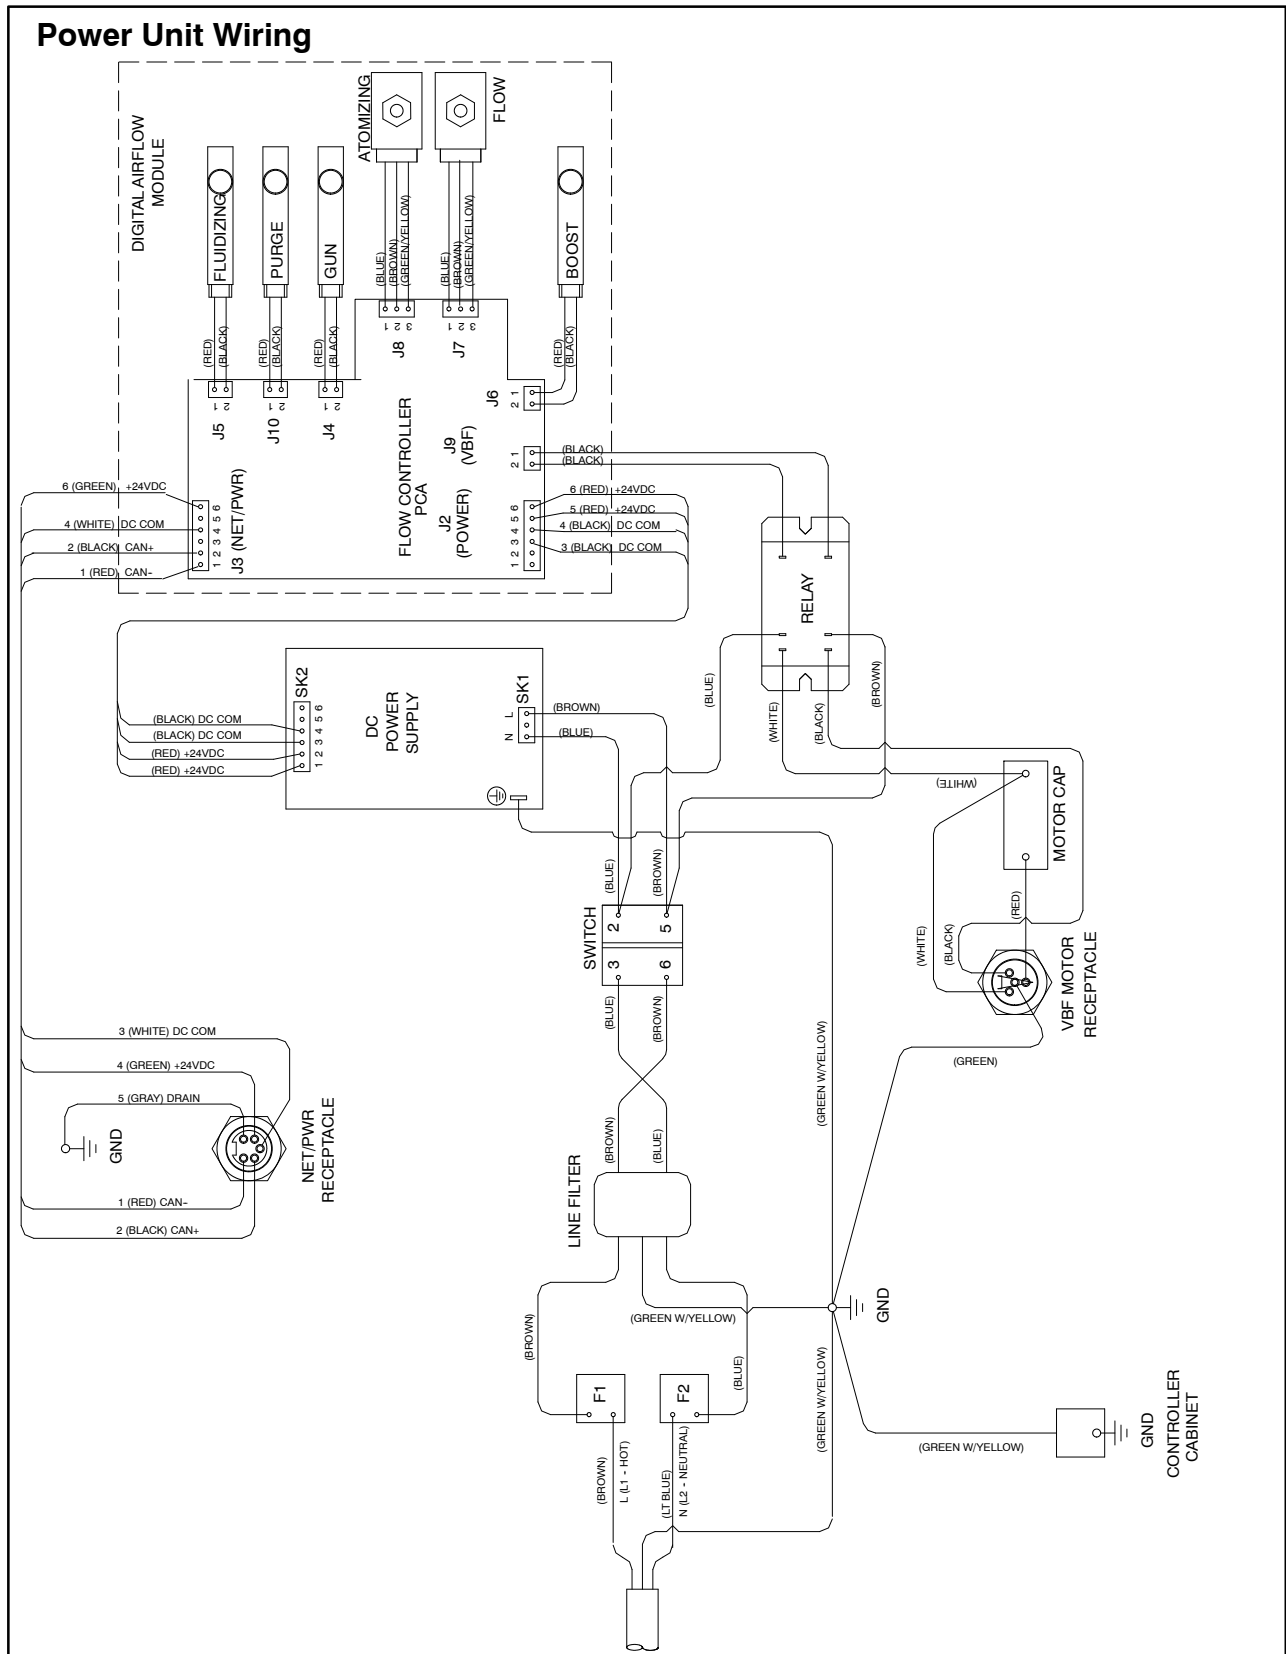 Power Unit Wiring
DIGITAL AIRFLOW
MODULE
ATOMIZING
FLOW
FLUIDIZING
PURGE
GUN
BOOST
(BLUE)
(BROWN)
(GREEN/YELLOW)
(BLUE)
(BROWN)
(GREEN/YELLOW)
(RED)
(BLACK)
(RED)
(BLACK)
(RED)
(BLACK)
(RED)
(BLACK)
1 2
J5
1 2
J10
1 2
J4
1 2 3
J8
1 2 3
J7
J6
2 1
J9
(VBF)
2 1
(BLACK)
(BLACK)
FLOW CONTROLLER
PCA
J2
(POWER)
1 2 3 4 5 6
J3 (NET/PWR)
1 2 3 4 5 6
6 (GREEN) +24VDC
4 (WHITE) DC COM
2 (BLACK) CAN+
1 (RED) CAN-
6 (RED) +24VDC
5 (RED) +24VDC
4 (BLACK) DC COM
3 (BLACK) DC COM
RELAY
(BLUE)
(WHITE)
(BLACK)
(BROWN)
SK2
1 2 3 4 5 6
DC
POWER
SUPPLY
SK1
N L
(BROWN)
(BLUE)
(BLACK) DC COM
(BLACK) DC COM
(RED) +24VDC
(RED) +24VDC
(WHITE)
MOTOR CAP
(RED)
(WHITE)
(BLACK)
VBF MOTOR
RECEPTACLE
(GREEN)
(BLUE)
(BROWN)
SWITCH
2
5
3
6
(BLUE)
(BROWN)
(GREEN W/YELLOW)
3 (WHITE) DC COM
4 (GREEN) +24VDC
5 (GRAY) DRAIN
GND
NET/PWR
RECEPTACLE
1 (RED) CAN-
2 (BLACK) CAN+
(BROWN)
(BLUE)
LINE FILTER
(GREEN W/YELLOW)
GND
(BROWN)
(BLUE)
F1
F2
(GREEN W/YELLOW)
(BROWN)
L (L1 - HOT)
(LT BLUE)
N (L2 - NEUTRAL)
(GREEN W/YELLOW)
GND
CONTROLLER
CABINET